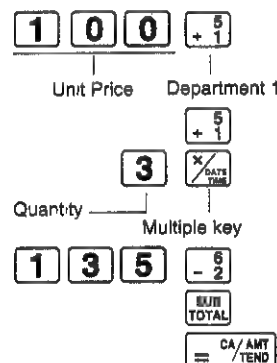 1 0 0 5 + 1
Unit Price Department 1
5 + 1
3 × / DATE TIME
Quantity
Multiple key
1 3 5 6 - 2
SUB TOTAL
= CA / AMT / TEND